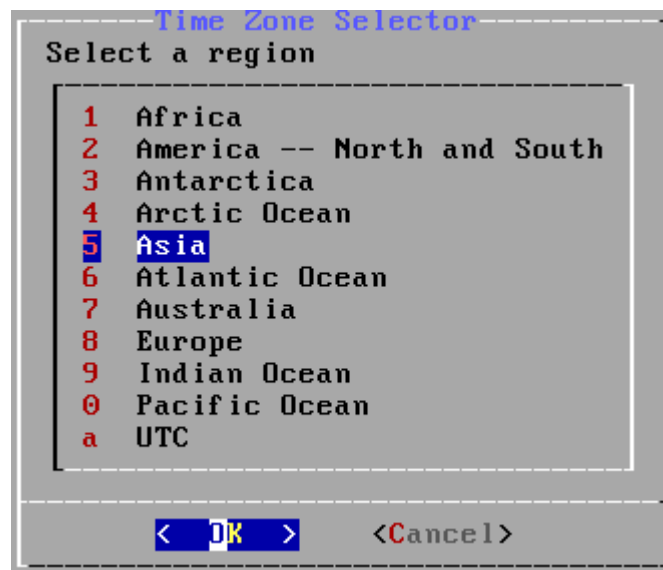 Time Zone Selector
Select a region
1 Africa
2 America -- North and South
3 Antarctica
4 Arctic Ocean
5 Asia
6 Atlantic Ocean
7 Australia
8 Europe
9 Indian Ocean
0 Pacific Ocean
a UTC
< OK > <Cancel>